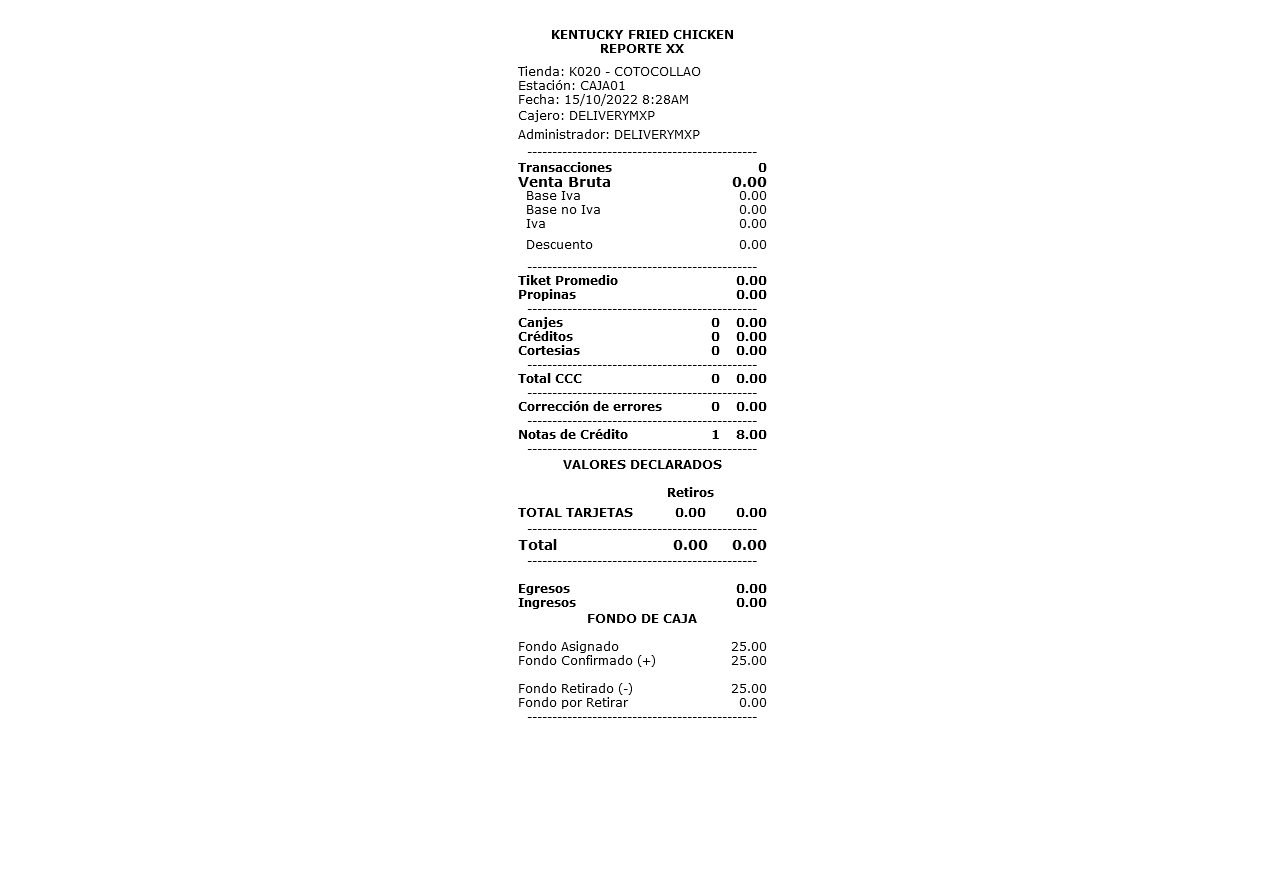 KENTUCKY FRIED CHICKEN
REPORTE XX
Tienda: K020 - COTOCOLLAO
Estación: CAJA01
Fecha: 15/10/2022 8:28AM
Cajero: DELIVERYMXP
Administrador: DELIVERYMXP
----------------------------------------------
Transacciones 0
Venta Bruta 0.00
Base Iva 0.00
Base no Iva 0.00
Iva 0.00
Descuento 0.00
----------------------------------------------
Tiket Promedio 0.00
Propinas 0.00
----------------------------------------------
Canjes 0 0.00
Créditos 0 0.00
Cortesias 0 0.00
----------------------------------------------
Total CCC 0 0.00
----------------------------------------------
Corrección de errores 0 0.00
----------------------------------------------
Notas de Crédito 1 8.00
----------------------------------------------
VALORES DECLARADOS
Retiros
TOTAL TARJETAS 0.00 0.00
----------------------------------------------
Total 0.00 0.00
----------------------------------------------
Egresos 0.00
Ingresos 0.00
FONDO DE CAJA
Fondo Asignado 25.00
Fondo Confirmado (+) 25.00
Fondo Retirado (-) 25.00
Fondo por Retirar 0.00
----------------------------------------------